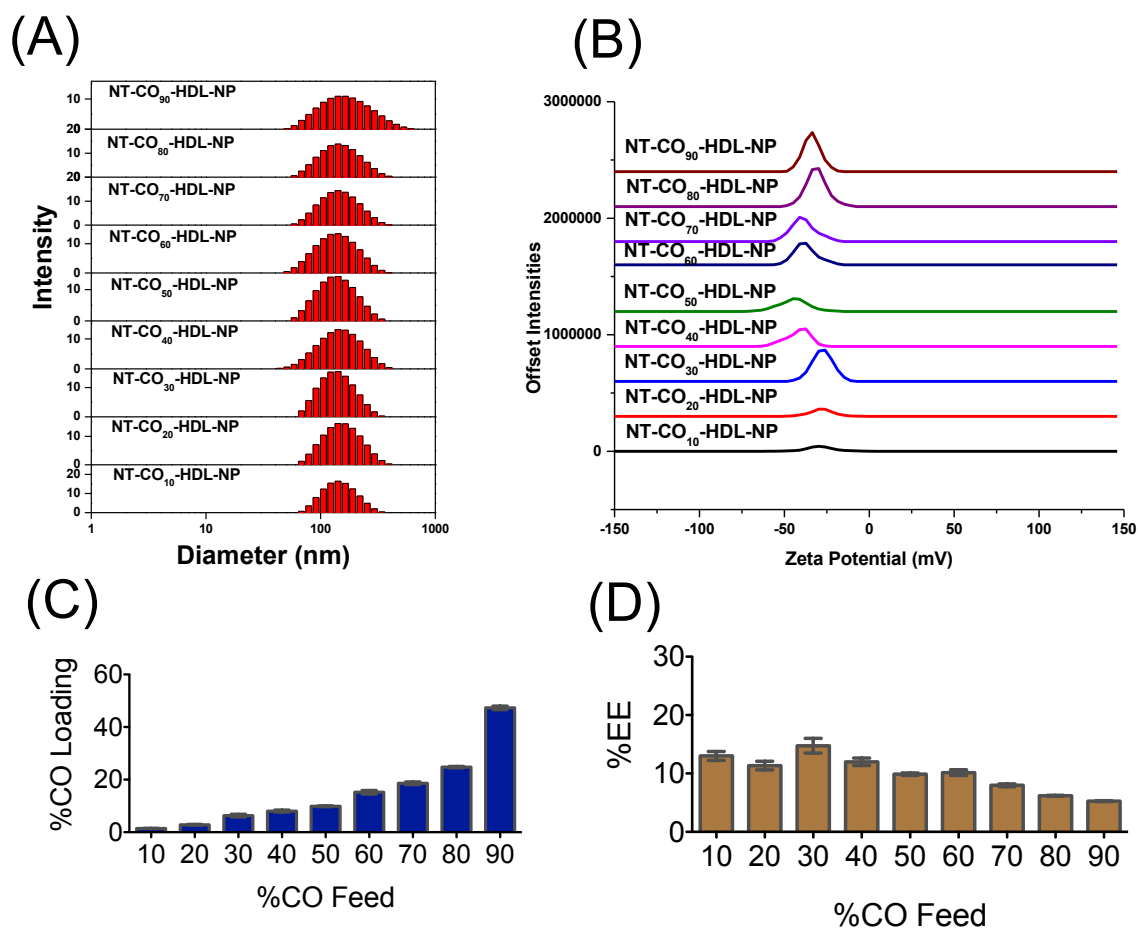 (A)
NT-CO90-HDL-NP
NT-CO80-HDL-NP
NT-CO70-HDL-NP
NT-CO60-HDL-NP
NT-CO50-HDL-NP
NT-CO40-HDL-NP
NT-CO30-HDL-NP
NT-CO20-HDL-NP
NT-CO10-HDL-NP
Intensity
10
0
20
10
0
20
10
0
10
0
10
0
10
0
10
0
10
0
20
10
0
1 10 100 1000
Diameter (nm)
(B)
3000000
2000000
1000000
0
Offset Intensities
NT-CO90-HDL-NP
NT-CO80-HDL-NP
NT-CO70-HDL-NP
NT-CO60-HDL-NP
NT-CO50-HDL-NP
NT-CO40-HDL-NP
NT-CO30-HDL-NP
NT-CO20-HDL-NP
NT-CO10-HDL-NP
-150 -100 -50 0 50 100 150
Zeta Potential (mV)
(C)
%CO Loading
60
40
20
0
10 20 30 40 50 60 70 80 90
%CO Feed
(D)
%EE
30
20
10
0
10 20 30 40 50 60 70 80 90
%CO Feed